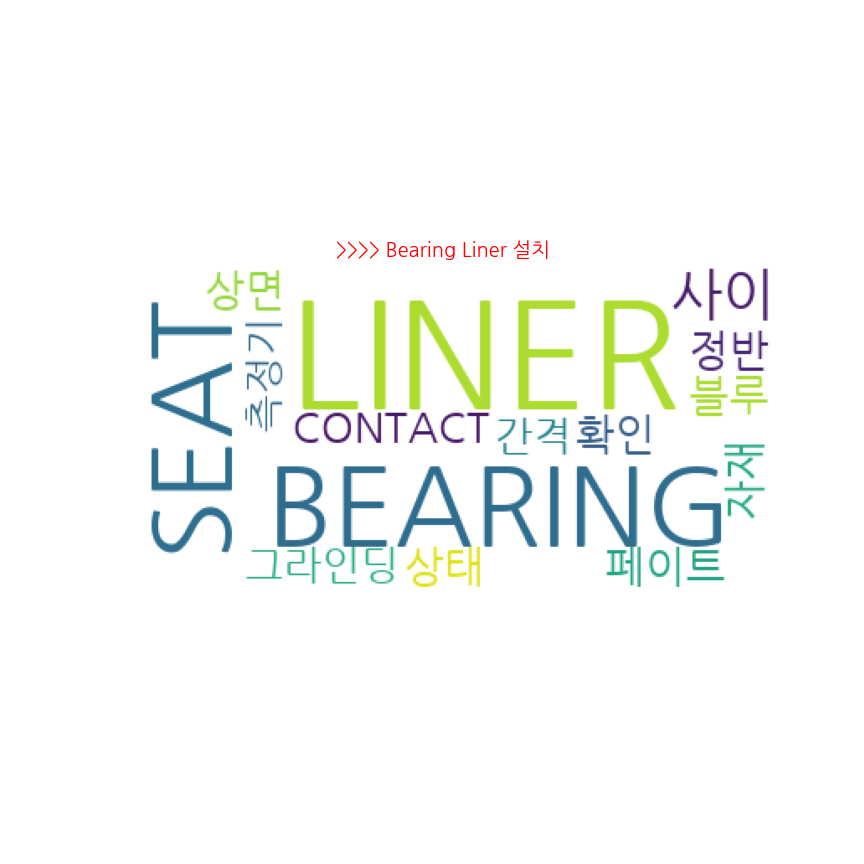 >>>> Bearing Liner 설치
상면
사이
LINER
SEAT
측정기
정반
블루
CONTACT
간격
확인
자재
BEARING
그라인딩
상태
페이트